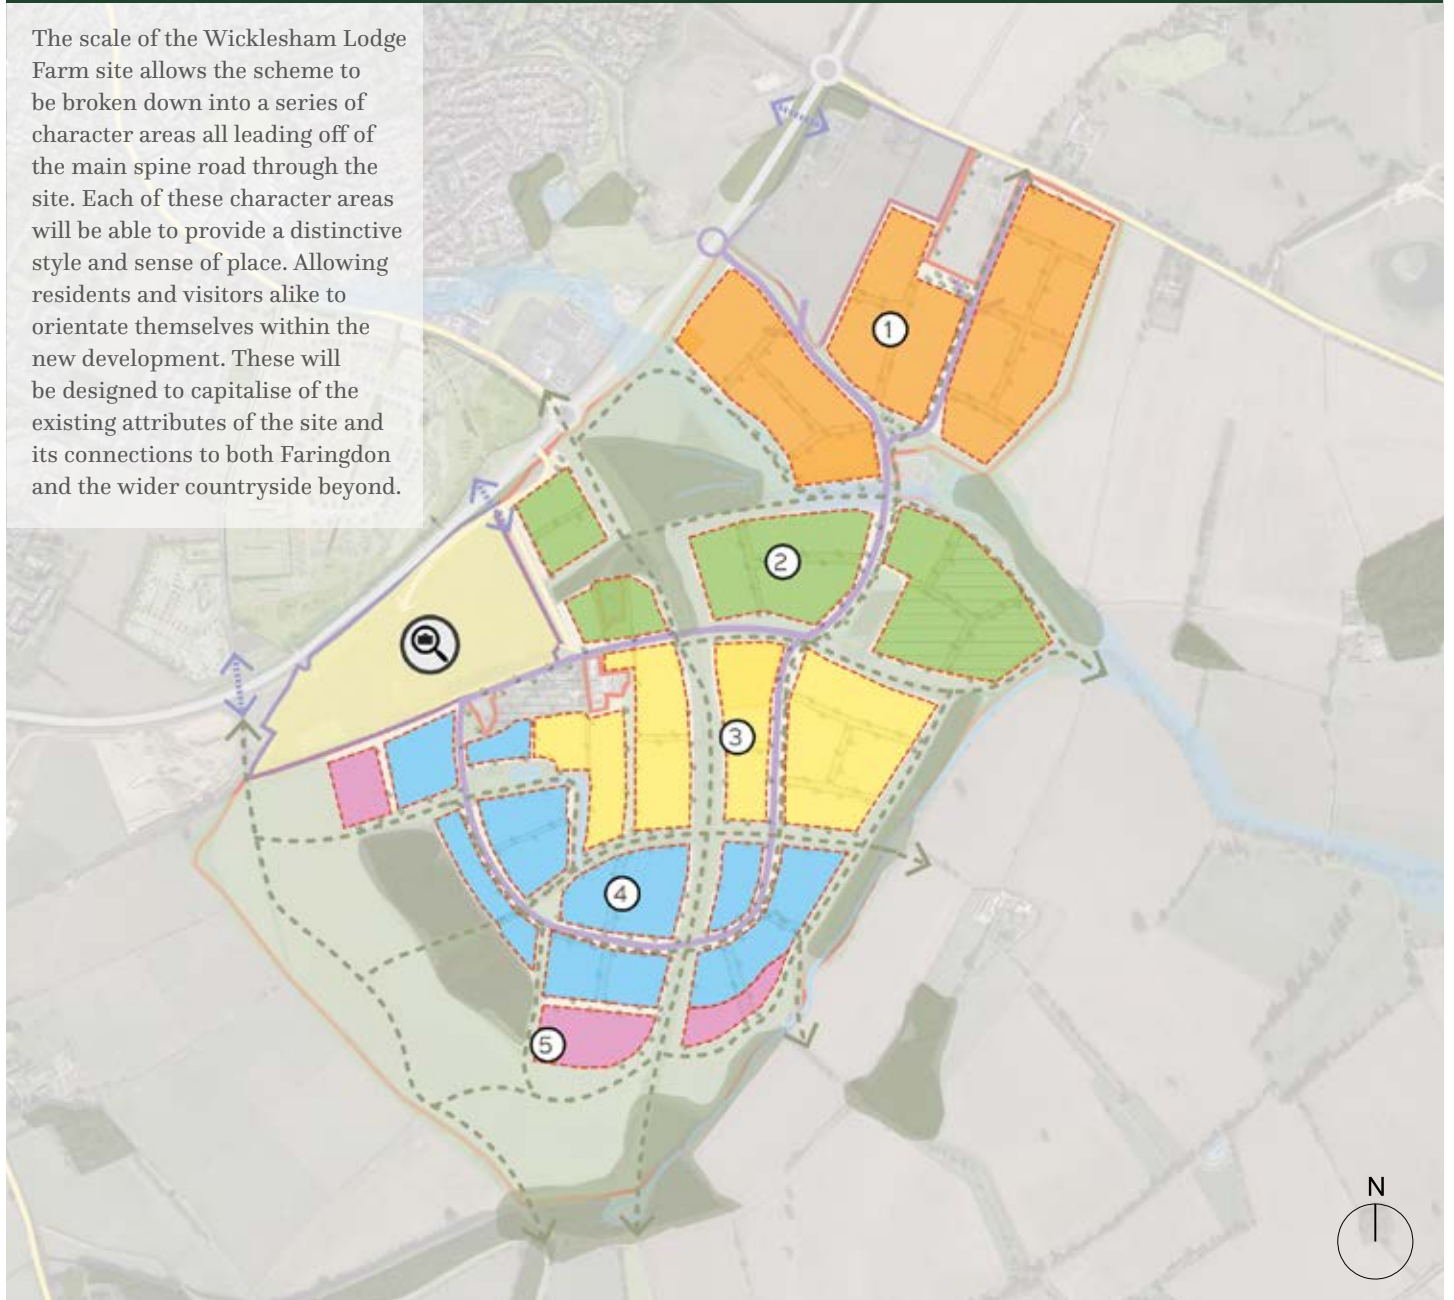 The scale of the Wicklesham Lodge
Farm site allows the scheme to
be broken down into a series of
character areas all leading off of
the main spine road through the
site. Each of these character areas
will be able to provide a distinctive
style and sense of place. Allowing
residents and visitors alike to
orientate themselves within the
new development. These will
be designed to capitalise of the
existing attributes of the site and
its connections to both Faringdon
and the wider countryside beyond.
1
2
3
4
5
N